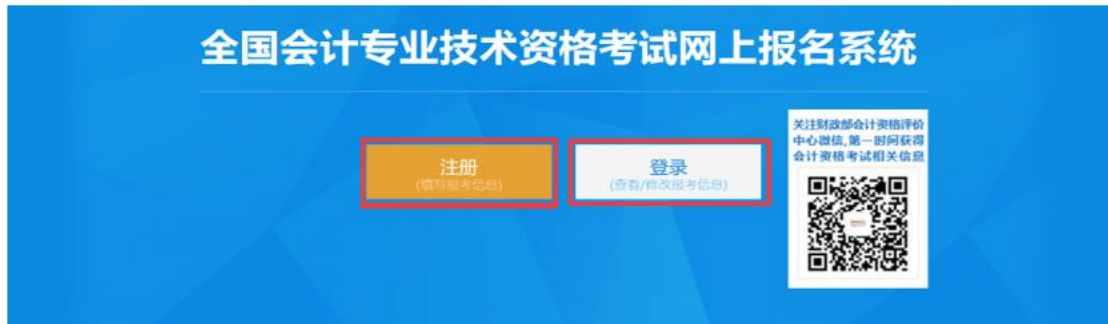 全国会计专业技术资格考试网上报名系统
关注财政部会计资格评价
中心微信,第一时间获得
会计资格考试相关信息
注册
(填写报考信息)
登录
(查看/修改报考信息)